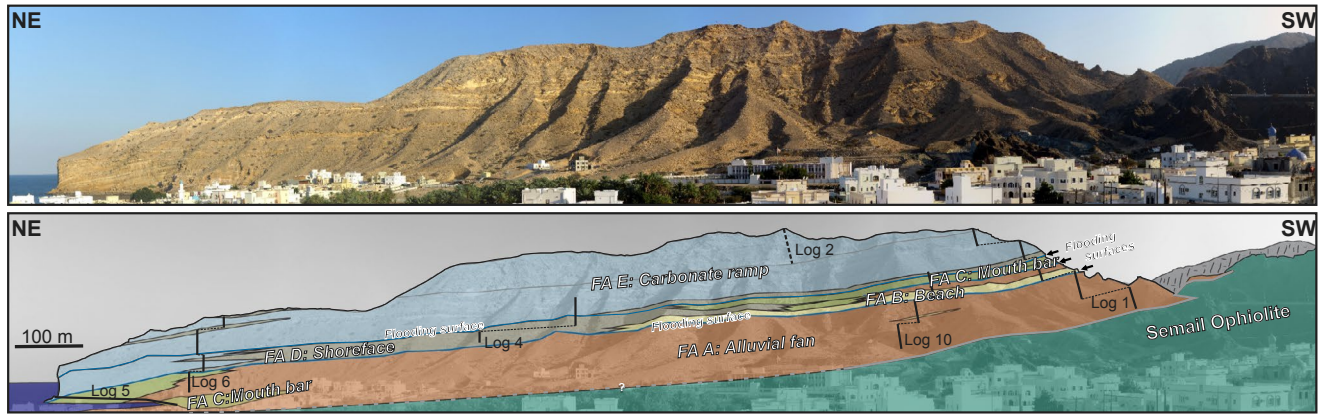 NE
SW
NE
SW
Log 2
Flooding
surfaces
FA C: Mouth bar
FA E: Carbonate ramp
FA B: Beach
Log 1
Flooding surface
Flooding surface
Semail Ophiolite
100 m
Log 4
Log 10
FA A: Alluvial fan
FA D: Shoreface
Log 5
Log 6
FA C:Mouth bar
?